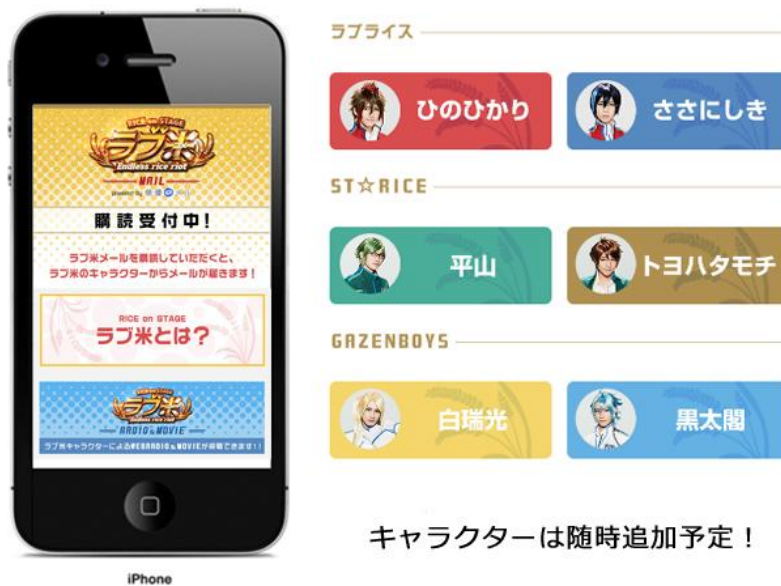 RICE on STAGE
ラブ米
Endless rice riot
MAIL
購読受付中!
ラブ米メールを購読していただくと、
ラブ米のキャラクターからメールが届きます!
RICE on STAGE
ラブ米とは?
ラブ米
RADIO&MOVIE
ラブ米キャラクターによるWEBRADIO&MOVIEが視聴できます!!
iPhone
ラブライス
ひのひかり
ささにしき
ST☆RICE
平山
トヨハタモチ
GAZENBOYS
白瑞光
黒太閤
キャラクターは随時追加予定!